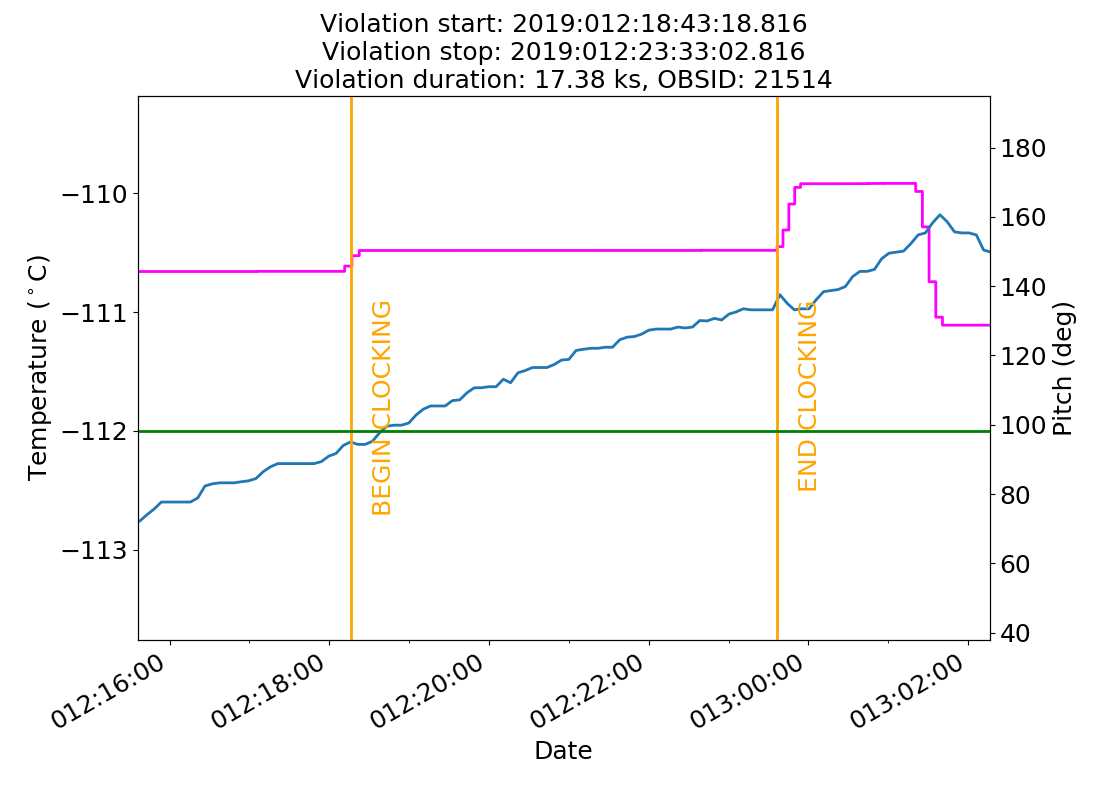 Violation start: 2019:012:18:43:18.816
Violation stop: 2019:012:23:33:02.816
Violation duration: 17.38 ks, OBSID: 21514
Temperature (°C)
−110
−111
−112
−113
BEGIN CLOCKING
END CLOCKING
180
160
140
120
100
80
60
40
Pitch (deg)
012:16:00
012:18:00
012:20:00
012:22:00
013:00:00
013:02:00
Date